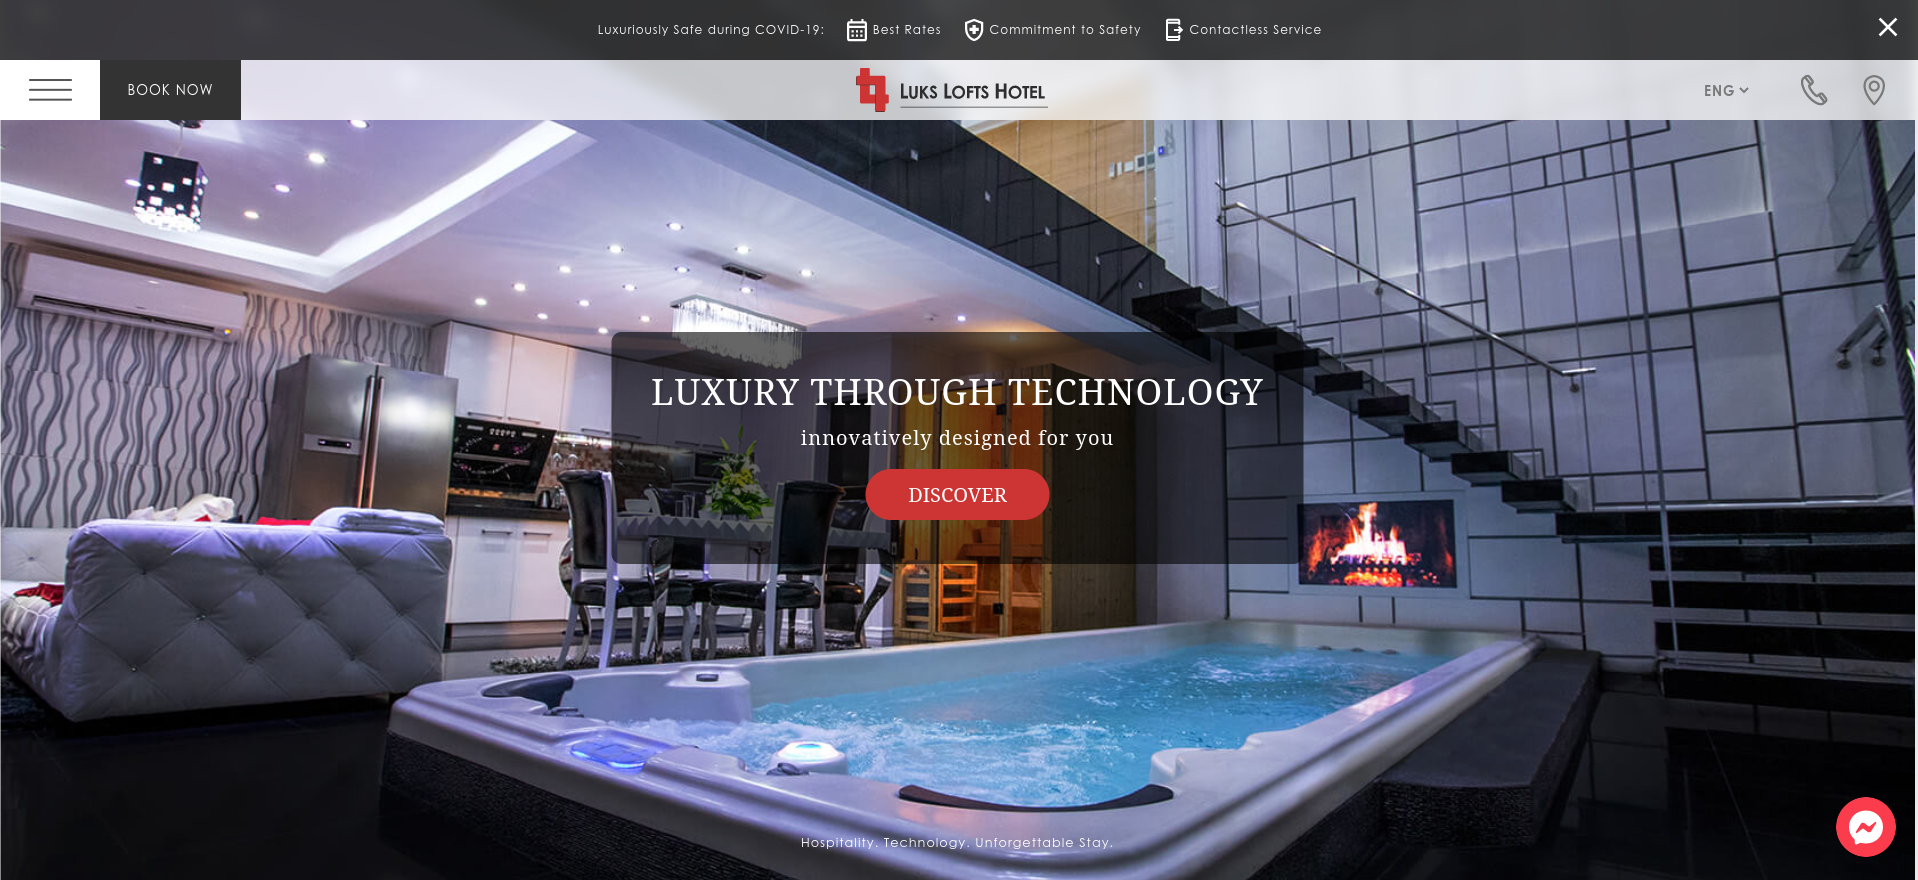 Luxuriously Safe during COVID-19: Best Rates Commitment to Safety Contactless Service
BOOK NOW
LUKS LOFTS HOTEL
ENG
LUXURY THROUGH TECHNOLOGY
innovatively designed for you
DISCOVER
Hospitality. Technology. Unforgettable Stay.